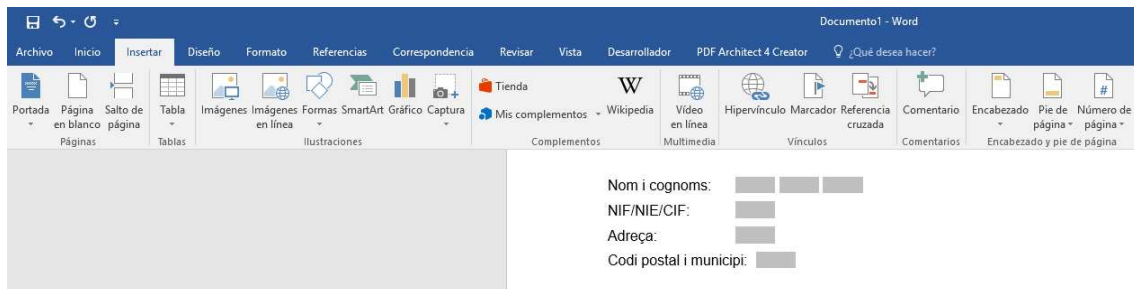 Documento1 - Word
Archivo Inicio Insertar Diseño Formato Referencias Correspondencia Revisar Vista Desarrollador PDF Architect 4 Creator ¿Qué desea hacer?
Tienda
Portada Página Salto de Tabla Imágenes Imágenes Formas SmartArt Gráfico Captura Mis complementos Wikipedia Vídeo Hipervínculo Marcador Referencia Comentario Encabezado Pie de Número de
en blanco página en línea en línea cruzada página página
Páginas Tablas Ilustraciones Complementos Multimedia Vínculos Comentarios Encabezado y pie de página
Nom i cognoms:
NIF/NIE/CIF:
Adreça:
Codi postal i municipi: